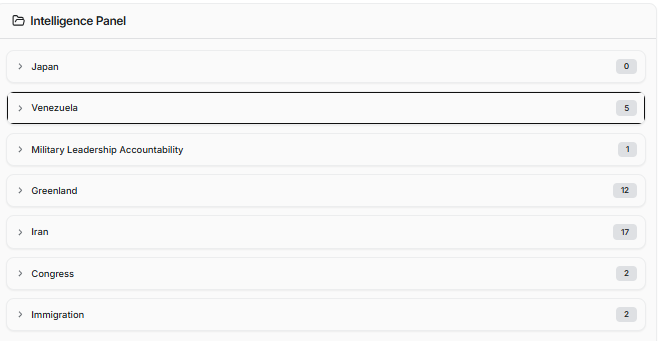 Intelligence Panel
Japan 0
Venezuela 5
Military Leadership Accountability 1
Greenland 12
Iran 17
Congress 2
Immigration 2